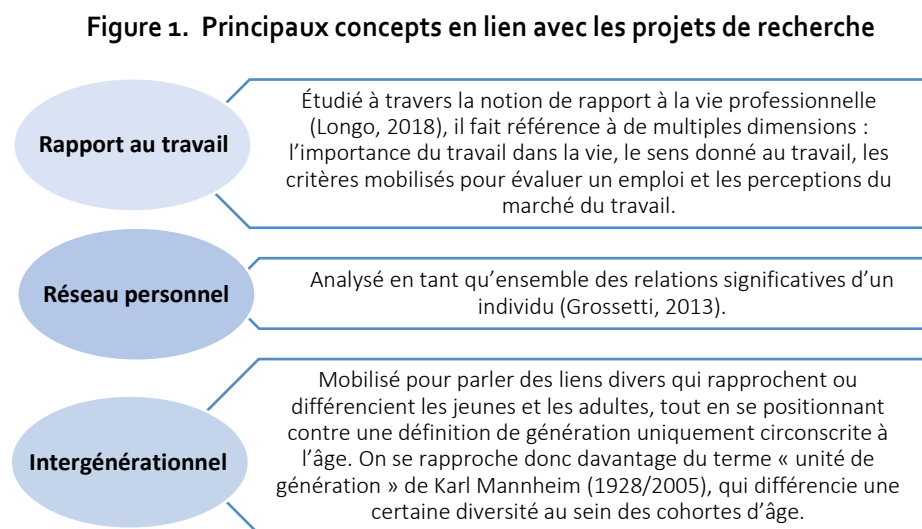 Figure 1. Principaux concepts en lien avec les projets de recherche
Rapport au travail
Étudié à travers la notion de rapport à la vie professionnelle
(Longo, 2018), il fait référence à de multiples dimensions :
l’importance du travail dans la vie, le sens donné au travail, les
critères mobilisés pour évaluer un emploi et les perceptions du
marché du travail.
Réseau personnel
Analysé en tant qu’ensemble des relations significatives d’un
individu (Grossetti, 2013).
Intergénérationnel
Mobilisé pour parler des liens divers qui rapprochent ou
différencient les jeunes et les adultes, tout en se positionnant
contre une définition de génération uniquement circonscrite à
l’âge. On se rapproche donc davantage du terme « unité de
génération » de Karl Mannheim (1928/2005), qui différencie une
certaine diversité au sein des cohortes d’âge.